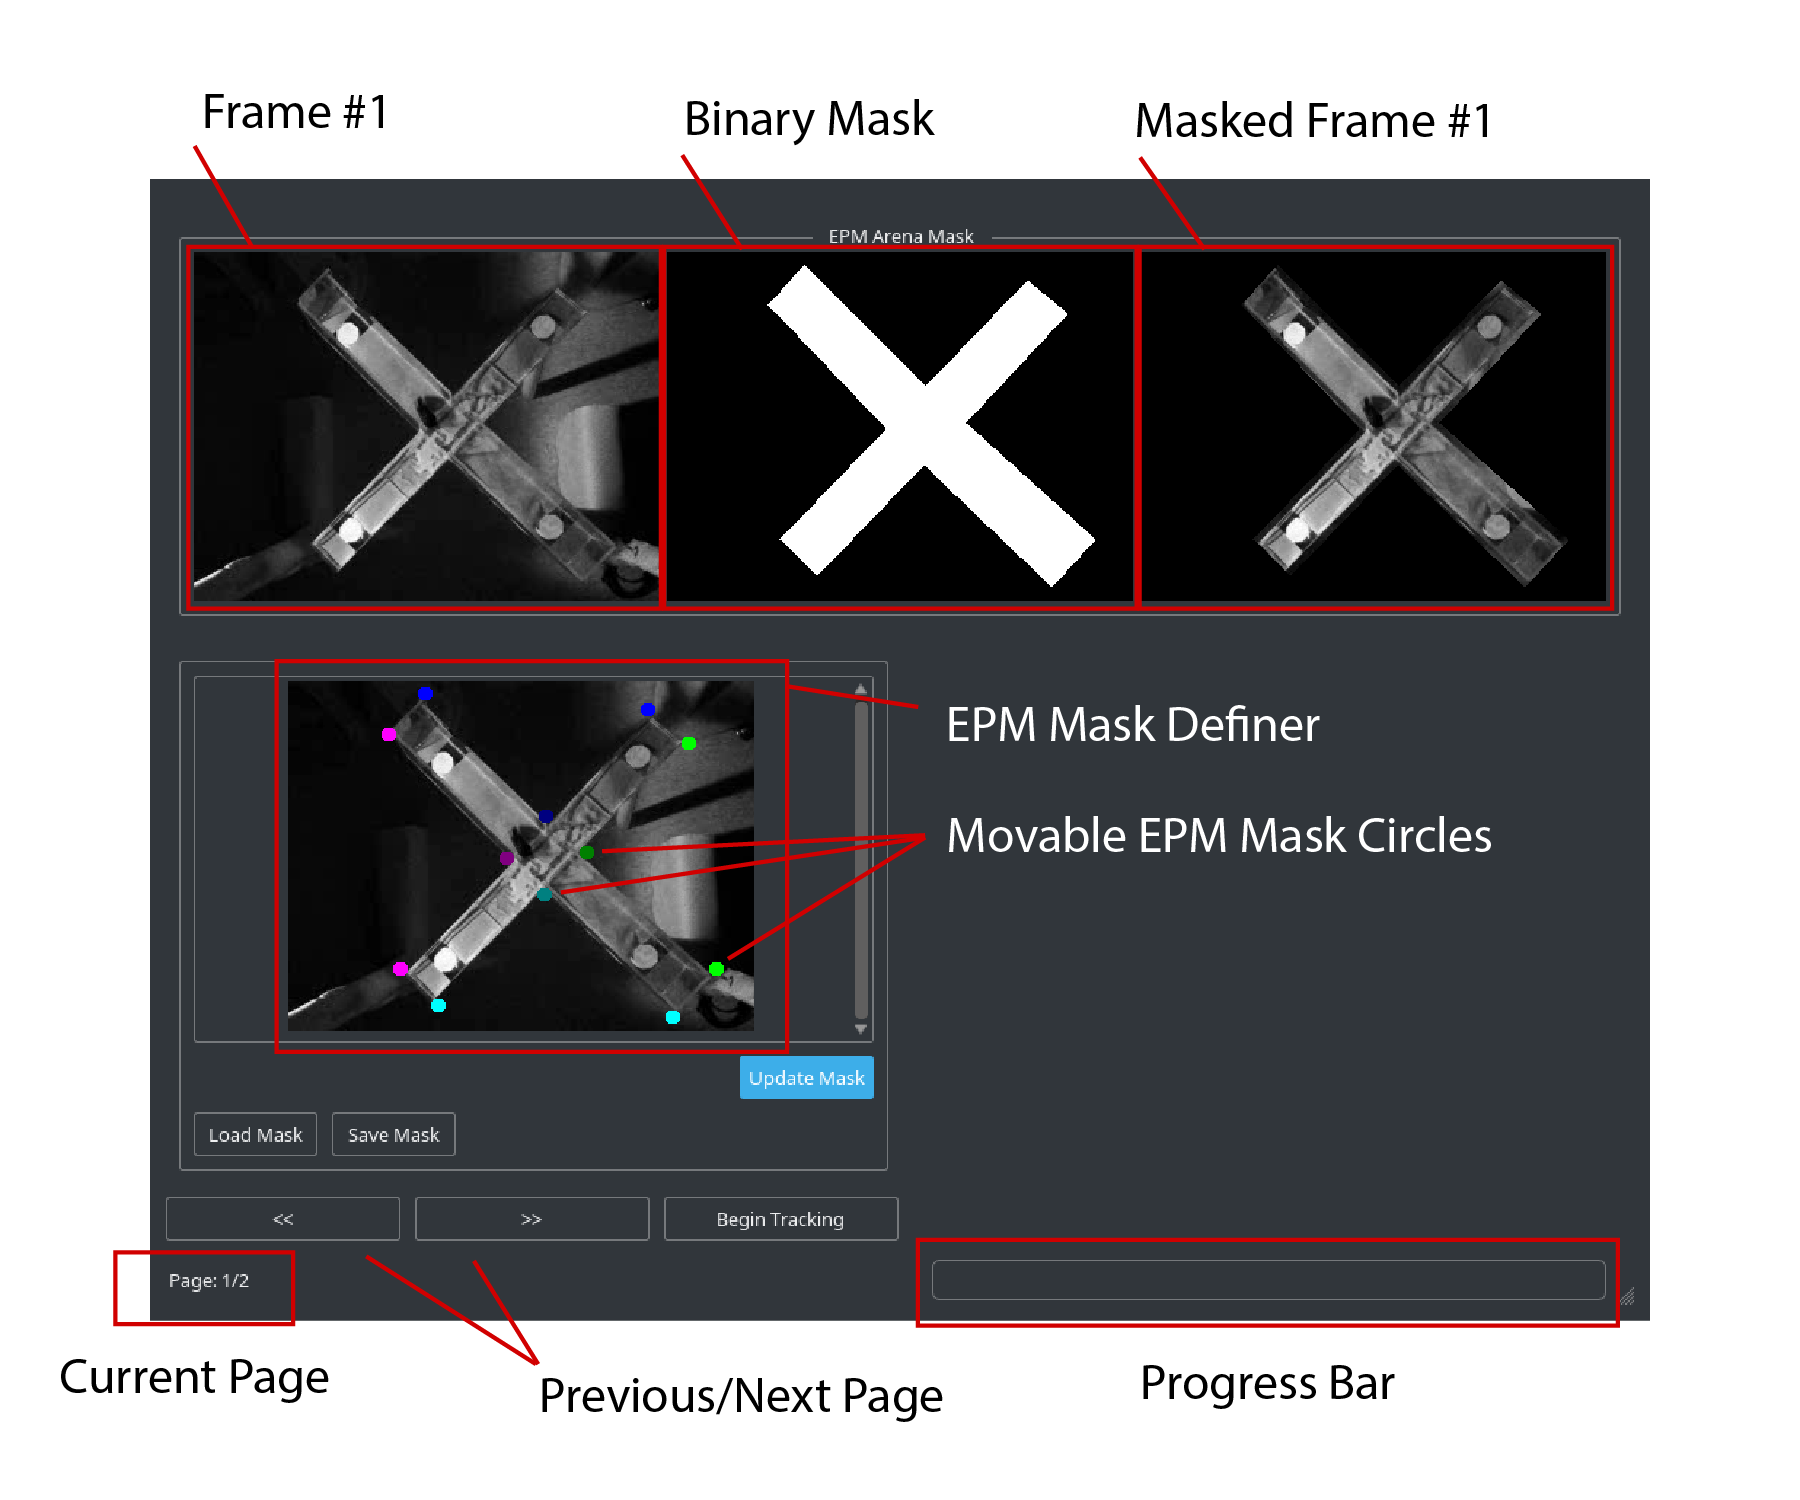 Frame #1
Binary Mask
Masked Frame #1
EPM Arena Mask
EPM Mask Definer
Movable EPM Mask Circles
Update Mask
Load Mask
Save Mask
<<
>>
Begin Tracking
Page: 1/2
Current Page
Previous/Next Page
Progress Bar